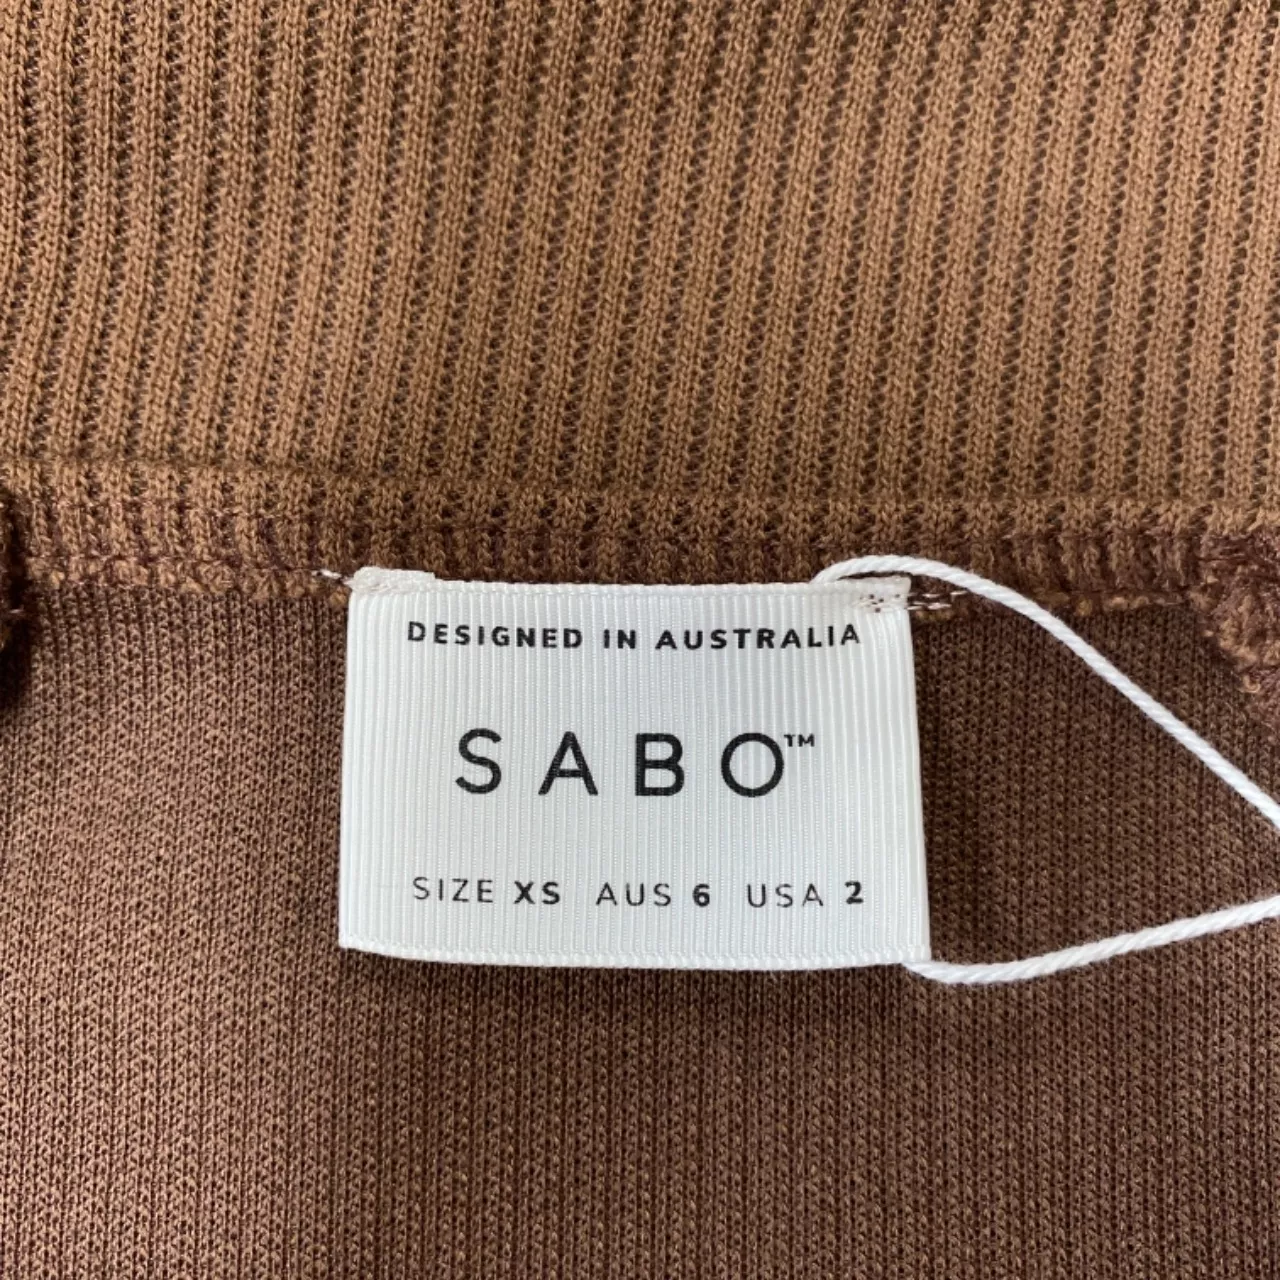 DESIGNED IN AUSTRALIA
SABO™
SIZE XS AUS 6 USA 2